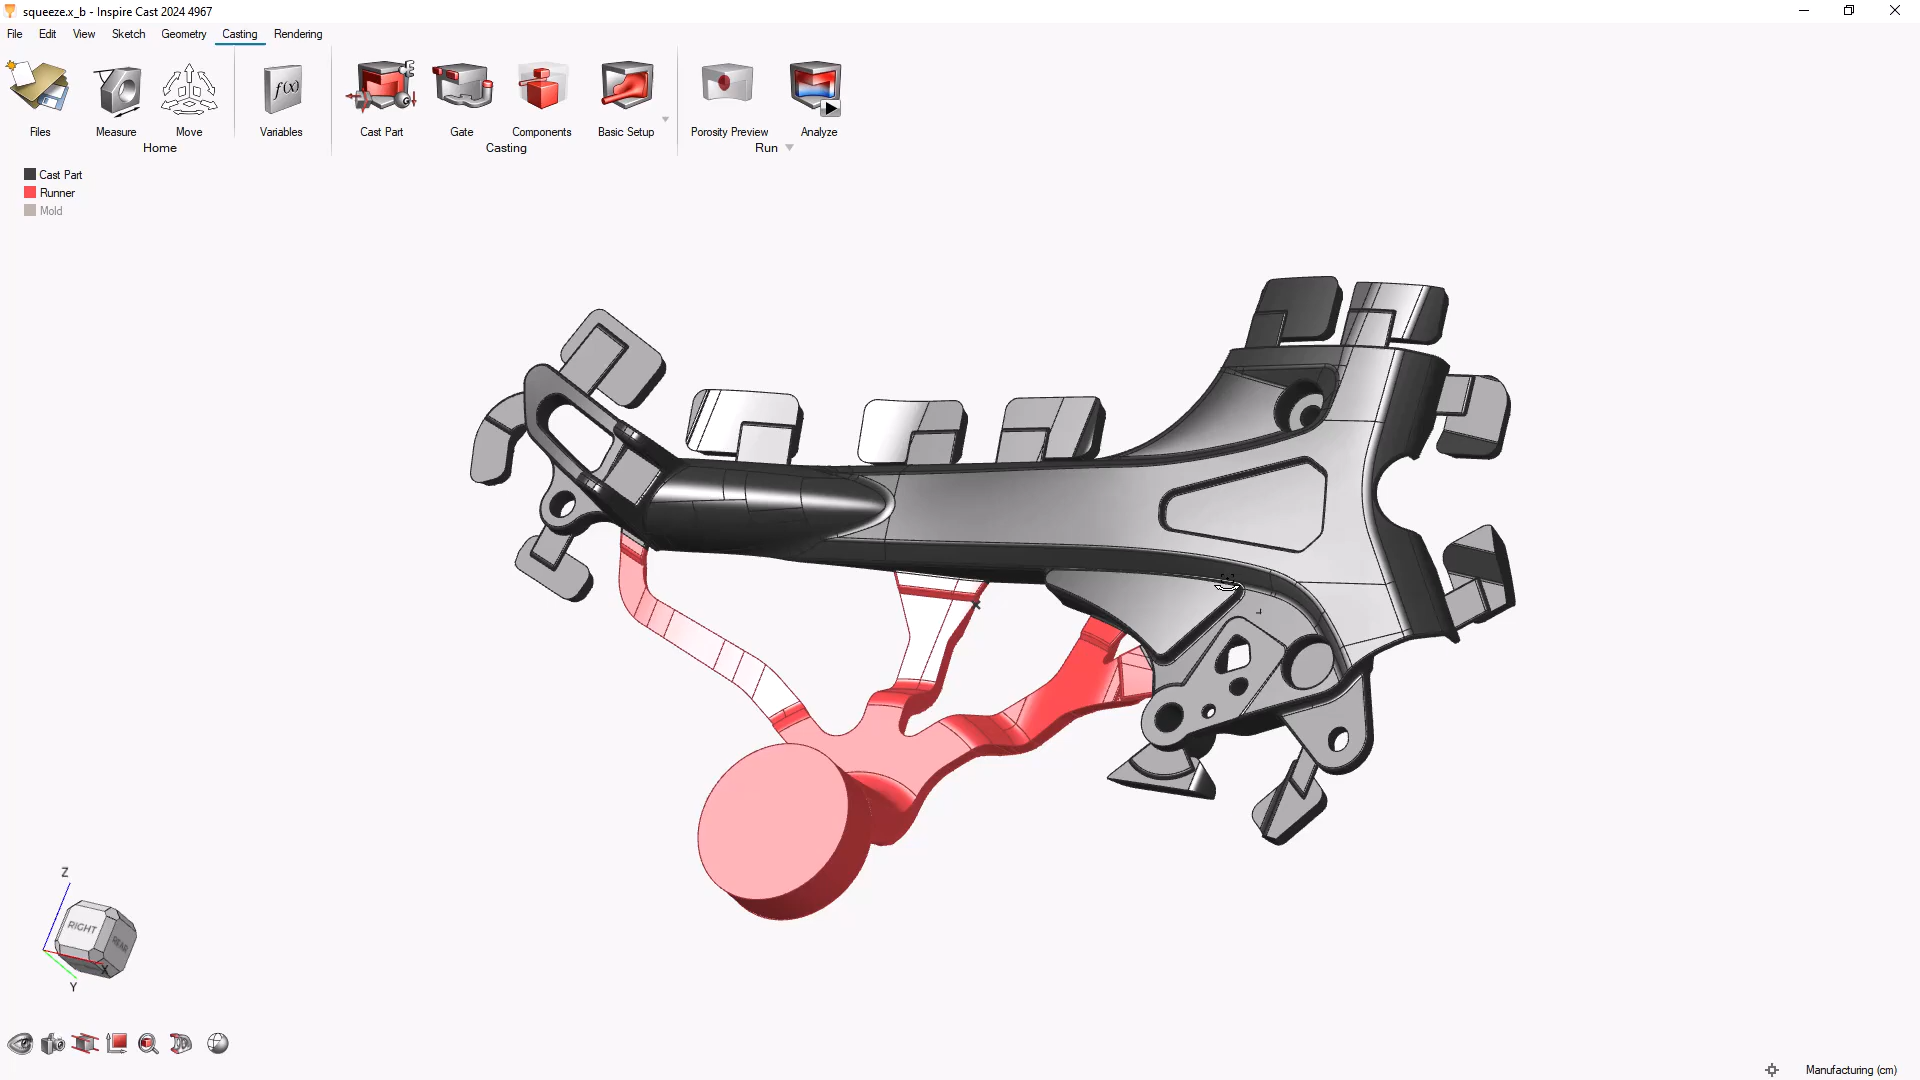 squeeze.x_b - Inspire Cast 2024 4967
File Edit View Sketch Geometry Casting Rendering
Files Measure Move Variables Cast Part Gate Components Basic Setup Porosity Preview Analyze
Home Casting Run
f(x)
Cast Part
Runner
Mold
Z
RIGHT
REAR
X
Y
Manufacturing (cm)